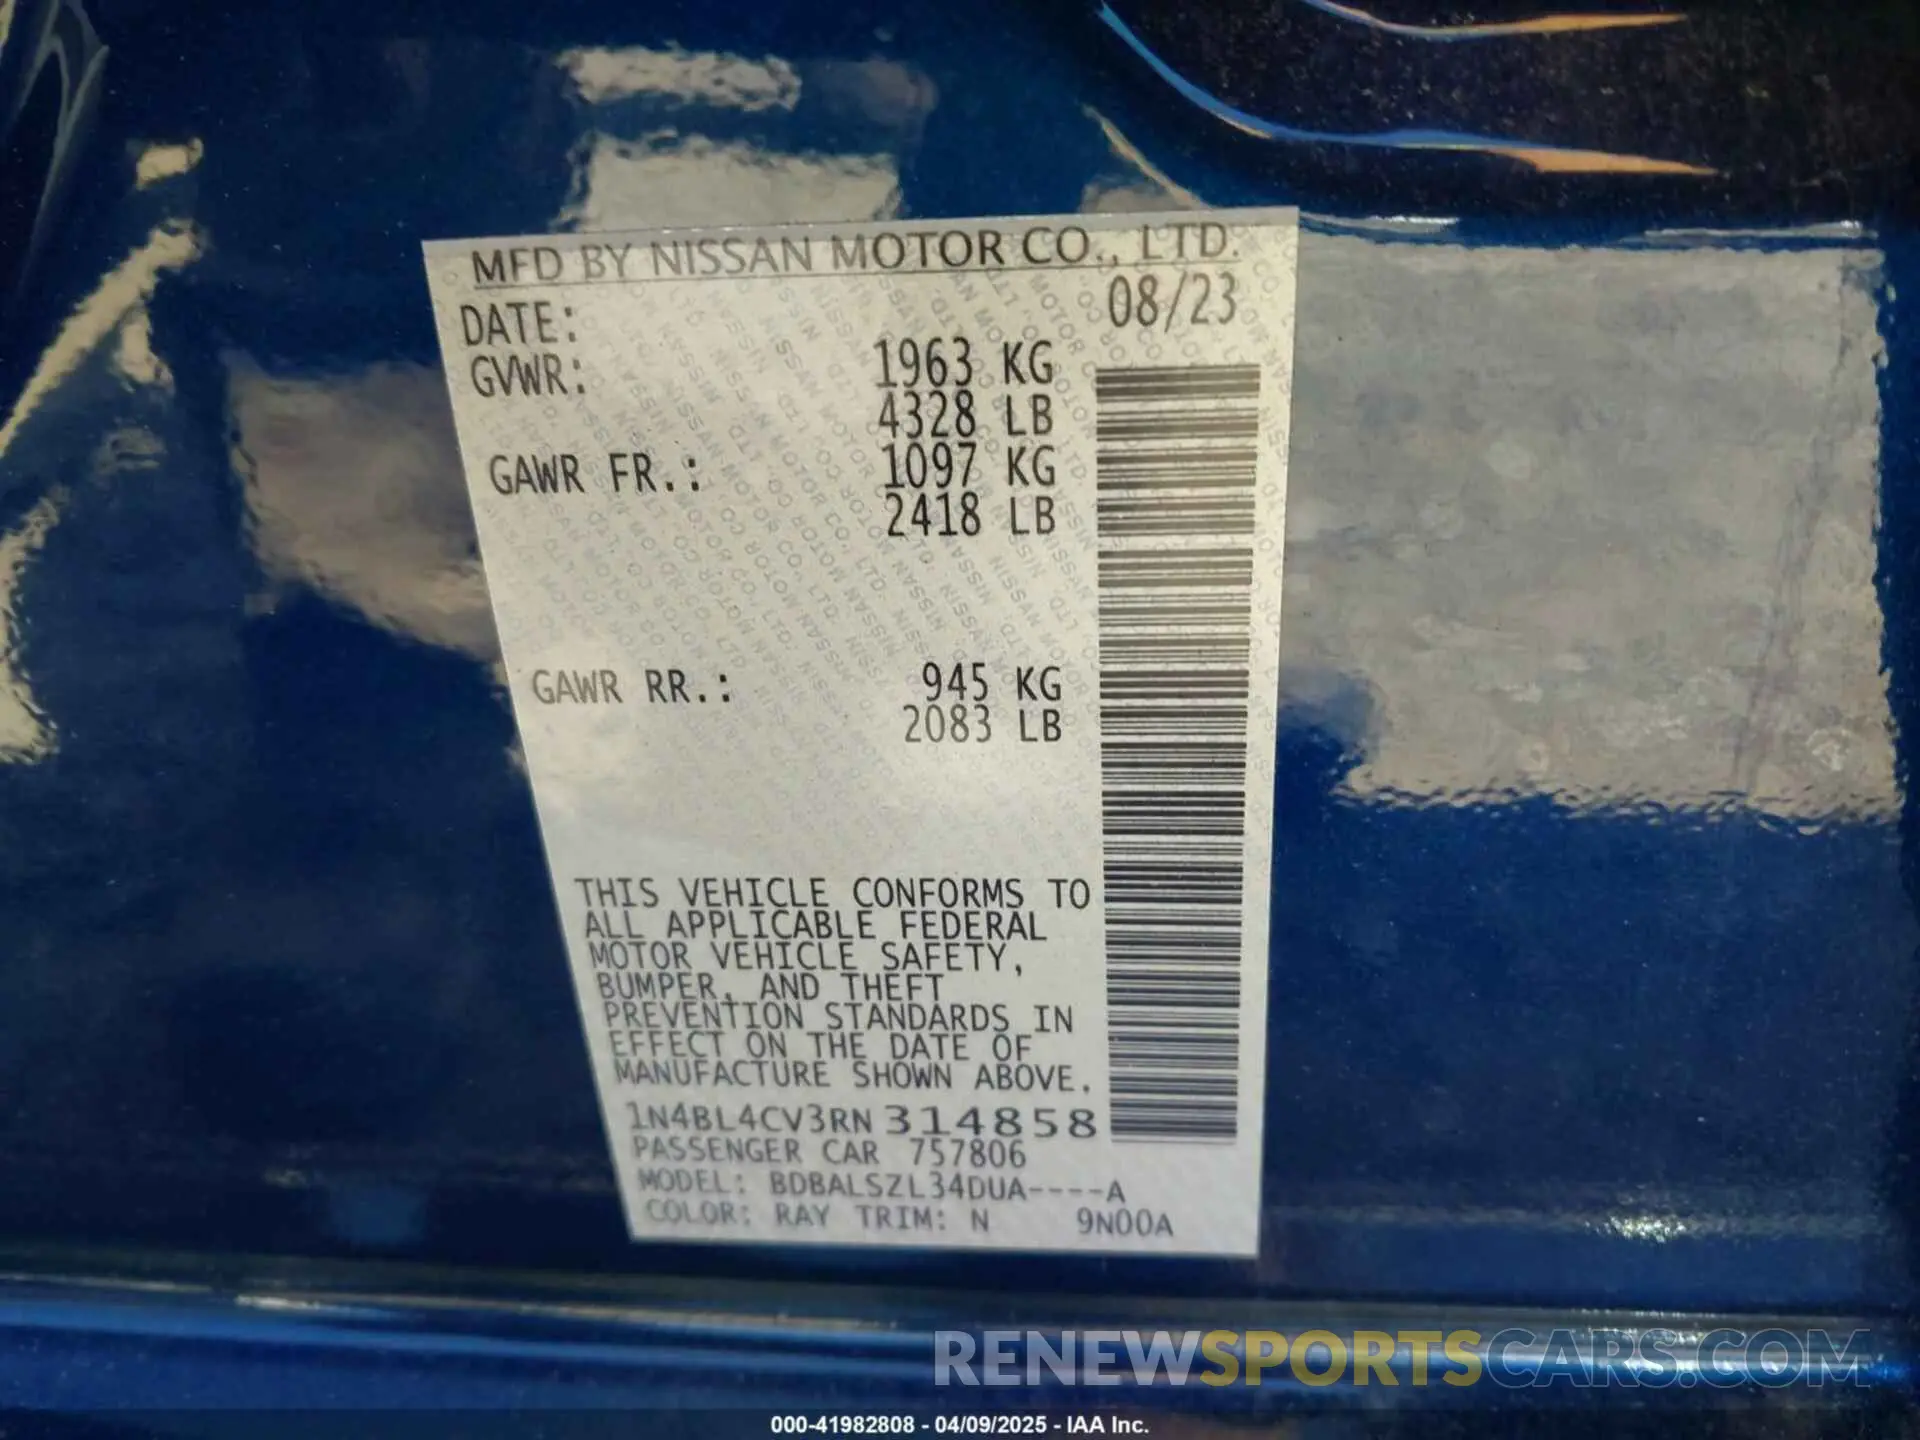 MFD BY NISSAN MOTOR CO., LTD.
DATE: 08/23
GVWR: 1963 KG
4328 LB
GAWR FR.: 1097 KG
2418 LB
GAWR RR.: 945 KG
2083 LB
THIS VEHICLE CONFORMS TO
ALL APPLICABLE FEDERAL
MOTOR VEHICLE SAFETY,
BUMPER, AND THEFT
PREVENTION STANDARDS IN
EFFECT ON THE DATE OF
MANUFACTURE SHOWN ABOVE.
1N4BL4CV3RN314858
PASSENGER CAR 757806
MODEL: BDBALSZL34DUA----A
COLOR: RAY TRIM: N 9N00A
RENEWSPORTSCARS.COM
000-41982808 - 04/09/2025 - IAA Inc.